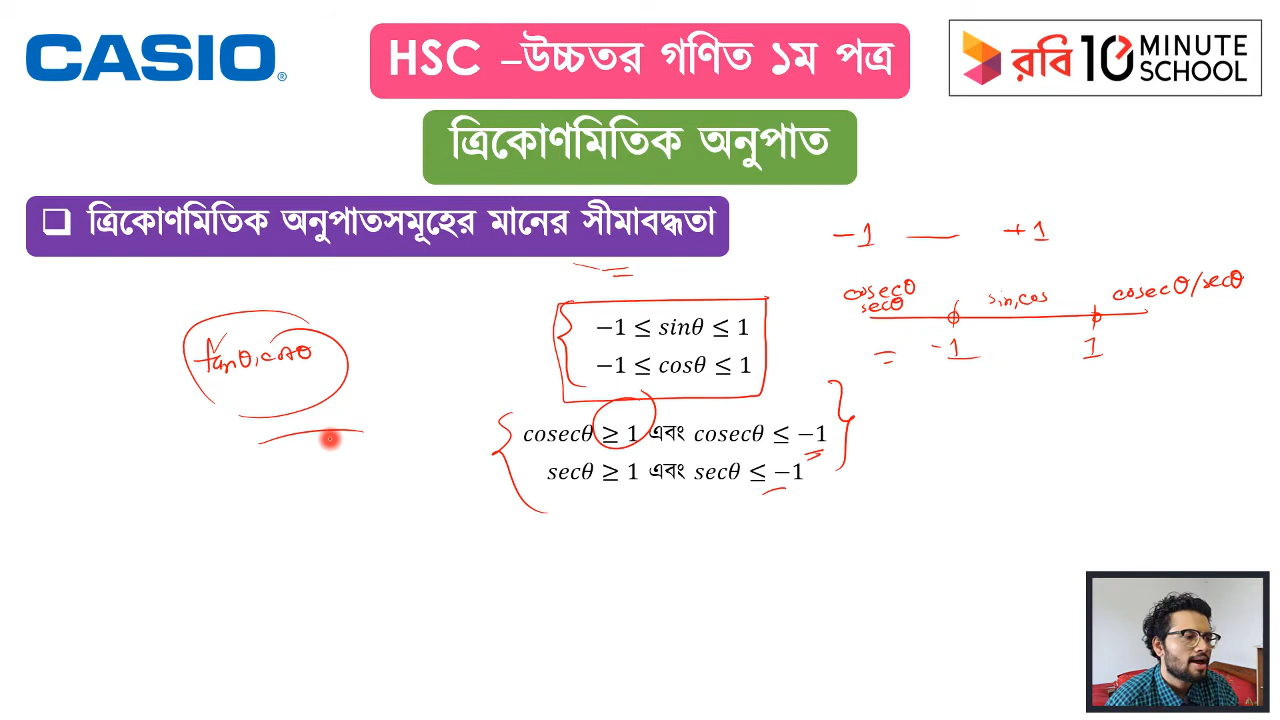 CASIO®
HSC –উচ্চতর গণিত ১ম পত্র
রবি 10 MINUTE SCHOOL
ত্রিকোণমিতিক অনুপাত
❑ ত্রিকোণমিতিক অনুপাতসমূহের মানের সীমাবদ্ধতা
-1 — +1
cosecθ
secθ
sin, cos
cosecθ/secθ
= -1
1
tanθ, cosθ
−1 ≤ sinθ ≤ 1
−1 ≤ cosθ ≤ 1
cosecθ ≥ 1 এবং cosecθ ≤ −1
secθ ≥ 1 এবং secθ ≤ −1